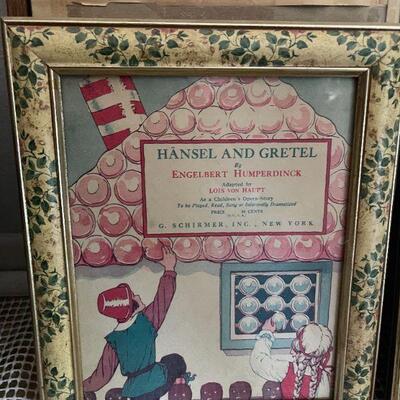 HÄNSEL AND GRETEL
By
ENGELBERT HUMPERDINCK
Adapted by
LOIS VON HAUPT
As a Children's Opera-Story
To be Played, Read, Sung or Informally Dramatized
PRICE CENTS
G. SCHIRMER, INC., NEW YORK